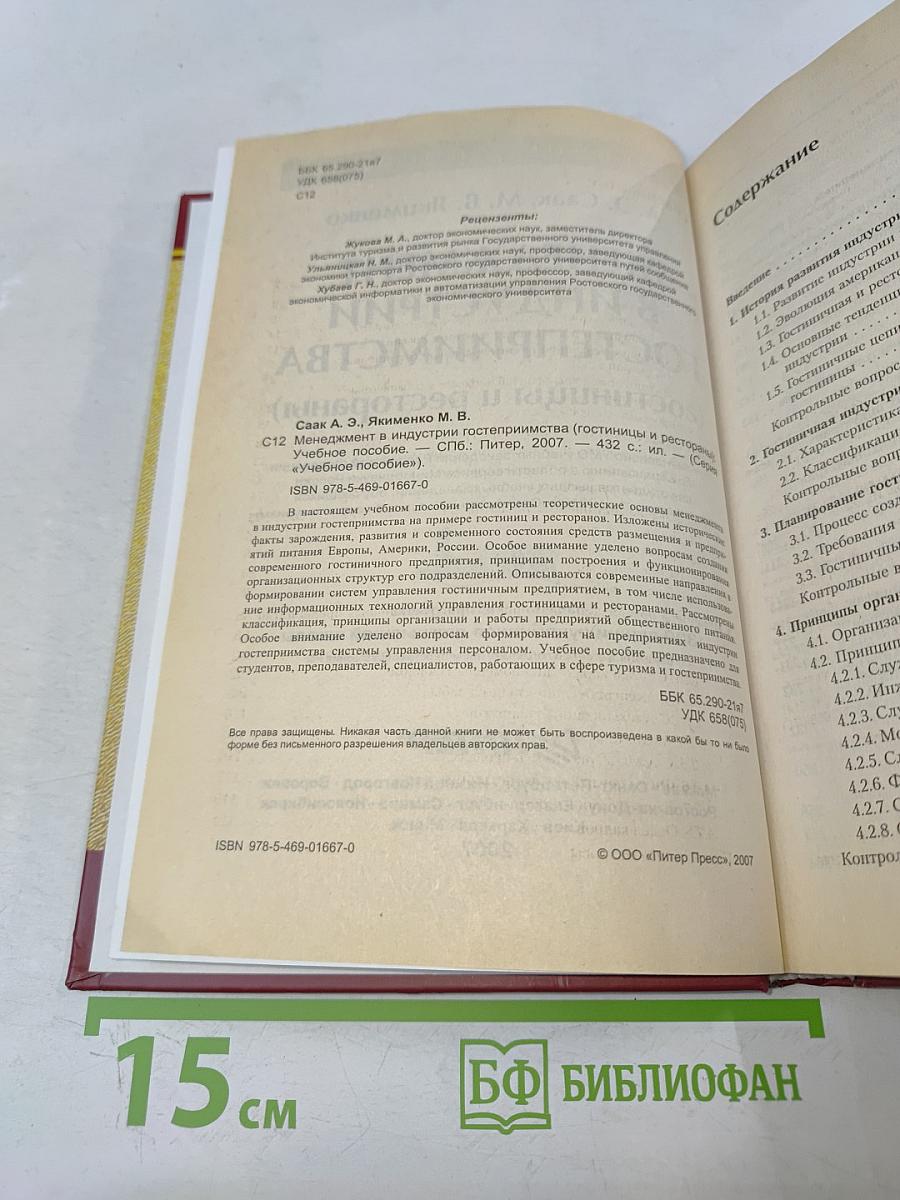 ББК 65.290-21я7
УДК 658(075)
С12
Рецензенты:
Жукова М. А., доктор экономических наук, заместитель директора
Института туризма и развития рынка Государственного университета управления
Ульяницкая Н. М., доктор экономических наук, профессор, заведующая кафедрой
экономики транспорта Ростовского государственного университета путей сообщения
Хубаев Г. Н., доктор экономических наук, профессор, заведующий кафедрой
экономической информатики и автоматизации управления Ростовского государственного
экономического университета
Саак А. Э., Якименко М. В.
С12 Менеджмент в индустрии гостеприимства (гостиницы и рестораны)
Учебное пособие. — СПб.: Питер, 2007. — 432 с.: ил. — (Серия
«Учебное пособие»).
ISBN 978-5-469-01667-0
В настоящем учебном пособии рассмотрены теоретические основы менеджмента
в индустрии гостеприимства на примере гостиниц и ресторанов. Изложены исторические
факты зарождения, развития и современного состояния средств размещения и предпри-
ятий питания Европы, Америки, России. Особое внимание уделено вопросам создания
современного гостиничного предприятия, принципам построения и функционирования
организационных структур его подразделений. Описываются современные направления в
формировании систем управления гостиничным предприятием, в том числе использова-
ние информационных технологий управления гостиницами и ресторанами. Рассмотрены
классификация, принципы организации и работы предприятий общественного питания.
Особое внимание уделено вопросам формирования на предприятиях индустрии
гостеприимства системы управления персоналом. Учебное пособие предназначено для
студентов, преподавателей, специалистов, работающих в сфере туризма и гостеприимства.
ББК 65.290-21я7
УДК 658(075)
Все права защищены. Никакая часть данной книги не может быть воспроизведена в какой бы то ни было
форме без письменного разрешения владельцев авторских прав.
ISBN 978-5-469-01667-0
© ООО «Питер Пресс», 2007
Содержание
Введение
1. История развития индустри
1.1. Развитие индустрии
1.2. Эволюция американ
1.3. Гостиничная и ресто
1.4. Основные тенденци
индустрии
1.5. Гостиничные цепи
гостиницы
Контрольные вопрос
2. Гостиничная индустри
2.1. Характеристика
2.2. Классификаци
Контрольные вопр
3. Планирование гост
3.1. Процесс созд
3.2. Требования
3.3. Гостиничны
Контрольные в
4. Принципы орган
4.1. Организа
4.2. Принцип
4.2.1. Слу
4.2.2. Инж
4.2.3. Слу
4.2.4. Мо
4.2.5. Сл
4.2.6. Ф
4.2.7. С
4.2.8.
Контрол
15 см
БФ БИБЛИОФАН